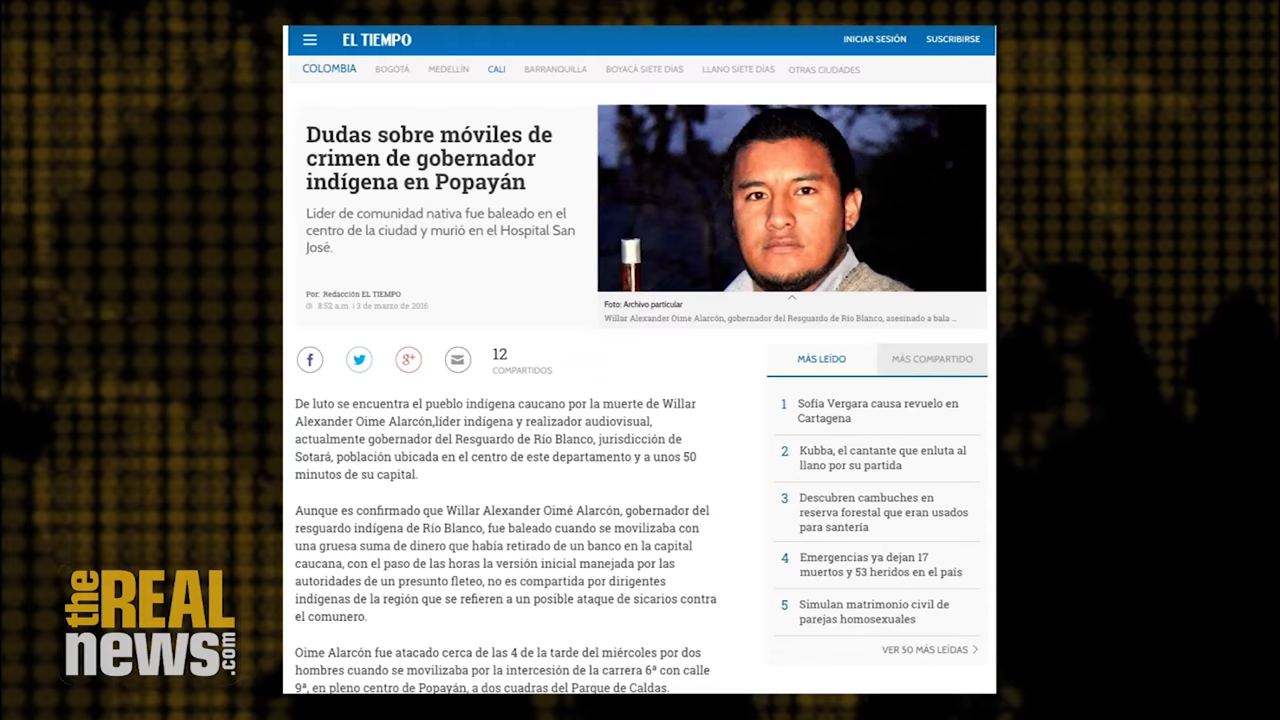 EL TIEMPO
INICIAR SESIÓN SUSCRIBIRSE
COLOMBIA BOGOTÁ MEDELLÍN CALI BARRANQUILLA BOYACÁ SIETE DÍAS LLANO SIETE DÍAS OTRAS CIUDADES
Dudas sobre móviles de
crimen de gobernador
indígena en Popayán
Líder de comunidad nativa fue baleado en el
centro de la ciudad y murió en el Hospital San
José.
Por: Redacción EL TIEMPO
8:52 a.m. | 3 de marzo de 2016
Foto: Archivo particular
Willar Alexander Oime Alarcón, gobernador del Resguardo de Río Blanco, asesinado a bala ...
f
g+
12
COMPARTIDOS
De luto se encuentra el pueblo indígena caucano por la muerte de Willar
Alexander Oime Alarcón,líder indígena y realizador audiovisual,
actualmente gobernador del Resguardo de Río Blanco, jurisdicción de
Sotará, población ubicada en el centro de este departamento y a unos 50
minutos de su capital.
Aunque es confirmado que Willar Alexander Oimé Alarcón, gobernador del
resguardo indígena de Río Blanco, fue baleado cuando se movilizaba con
una gruesa suma de dinero que había retirado de un banco en la capital
caucana, con el paso de las horas la versión inicial manejada por las
autoridades de un presunto fleteo, no es compartida por dirigentes
indígenas de la región que se refieren a un posible ataque de sicarios contra
el comunero.
Oime Alarcón fue atacado cerca de las 4 de la tarde del miércoles por dos
hombres cuando se movilizaba por la intercesión de la carrera 6ª con calle
9ª, en pleno centro de Popayán, a dos cuadras del Parque de Caldas.
MÁS LEÍDO MÁS COMPARTIDO
1 Sofía Vergara causa revuelo en
Cartagena
2 Kubba, el cantante que enluta al
llano por su partida
3 Descubren cambuches en
reserva forestal que eran usados
para santería
4 Emergencias ya dejan 17
muertos y 53 heridos en el país
5 Simulan matrimonio civil de
parejas homosexuales
VER 50 MÁS LEÍDAS
the REAL
news.com